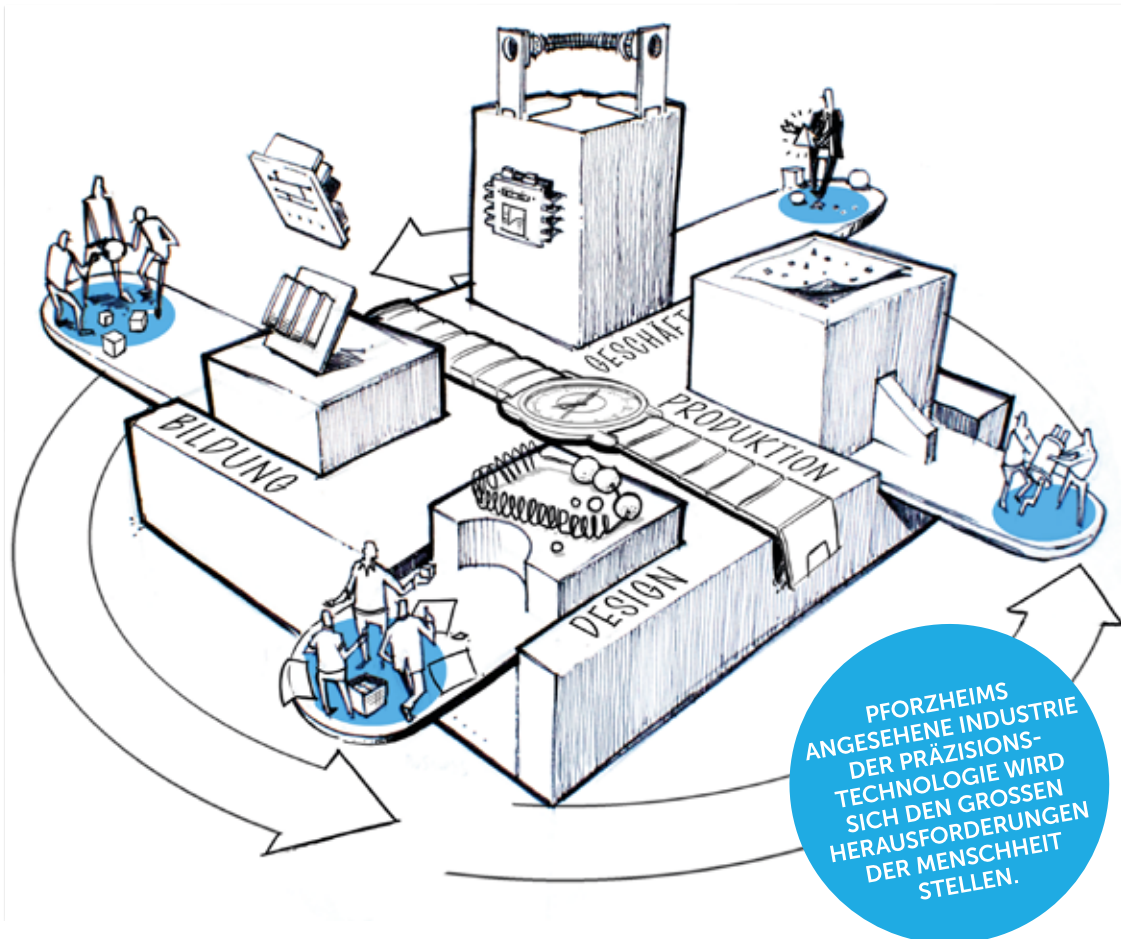 GESCHÄFT
PRODUKTION
BILDUNG
DESIGN
PFORZHEIMS
ANGESEHENE INDUSTRIE
DER PRÄZISIONS-
TECHNOLOGIE WIRD
SICH DEN GROSSEN
HERAUSFORDERUNGEN
DER MENSCHHEIT
STELLEN.